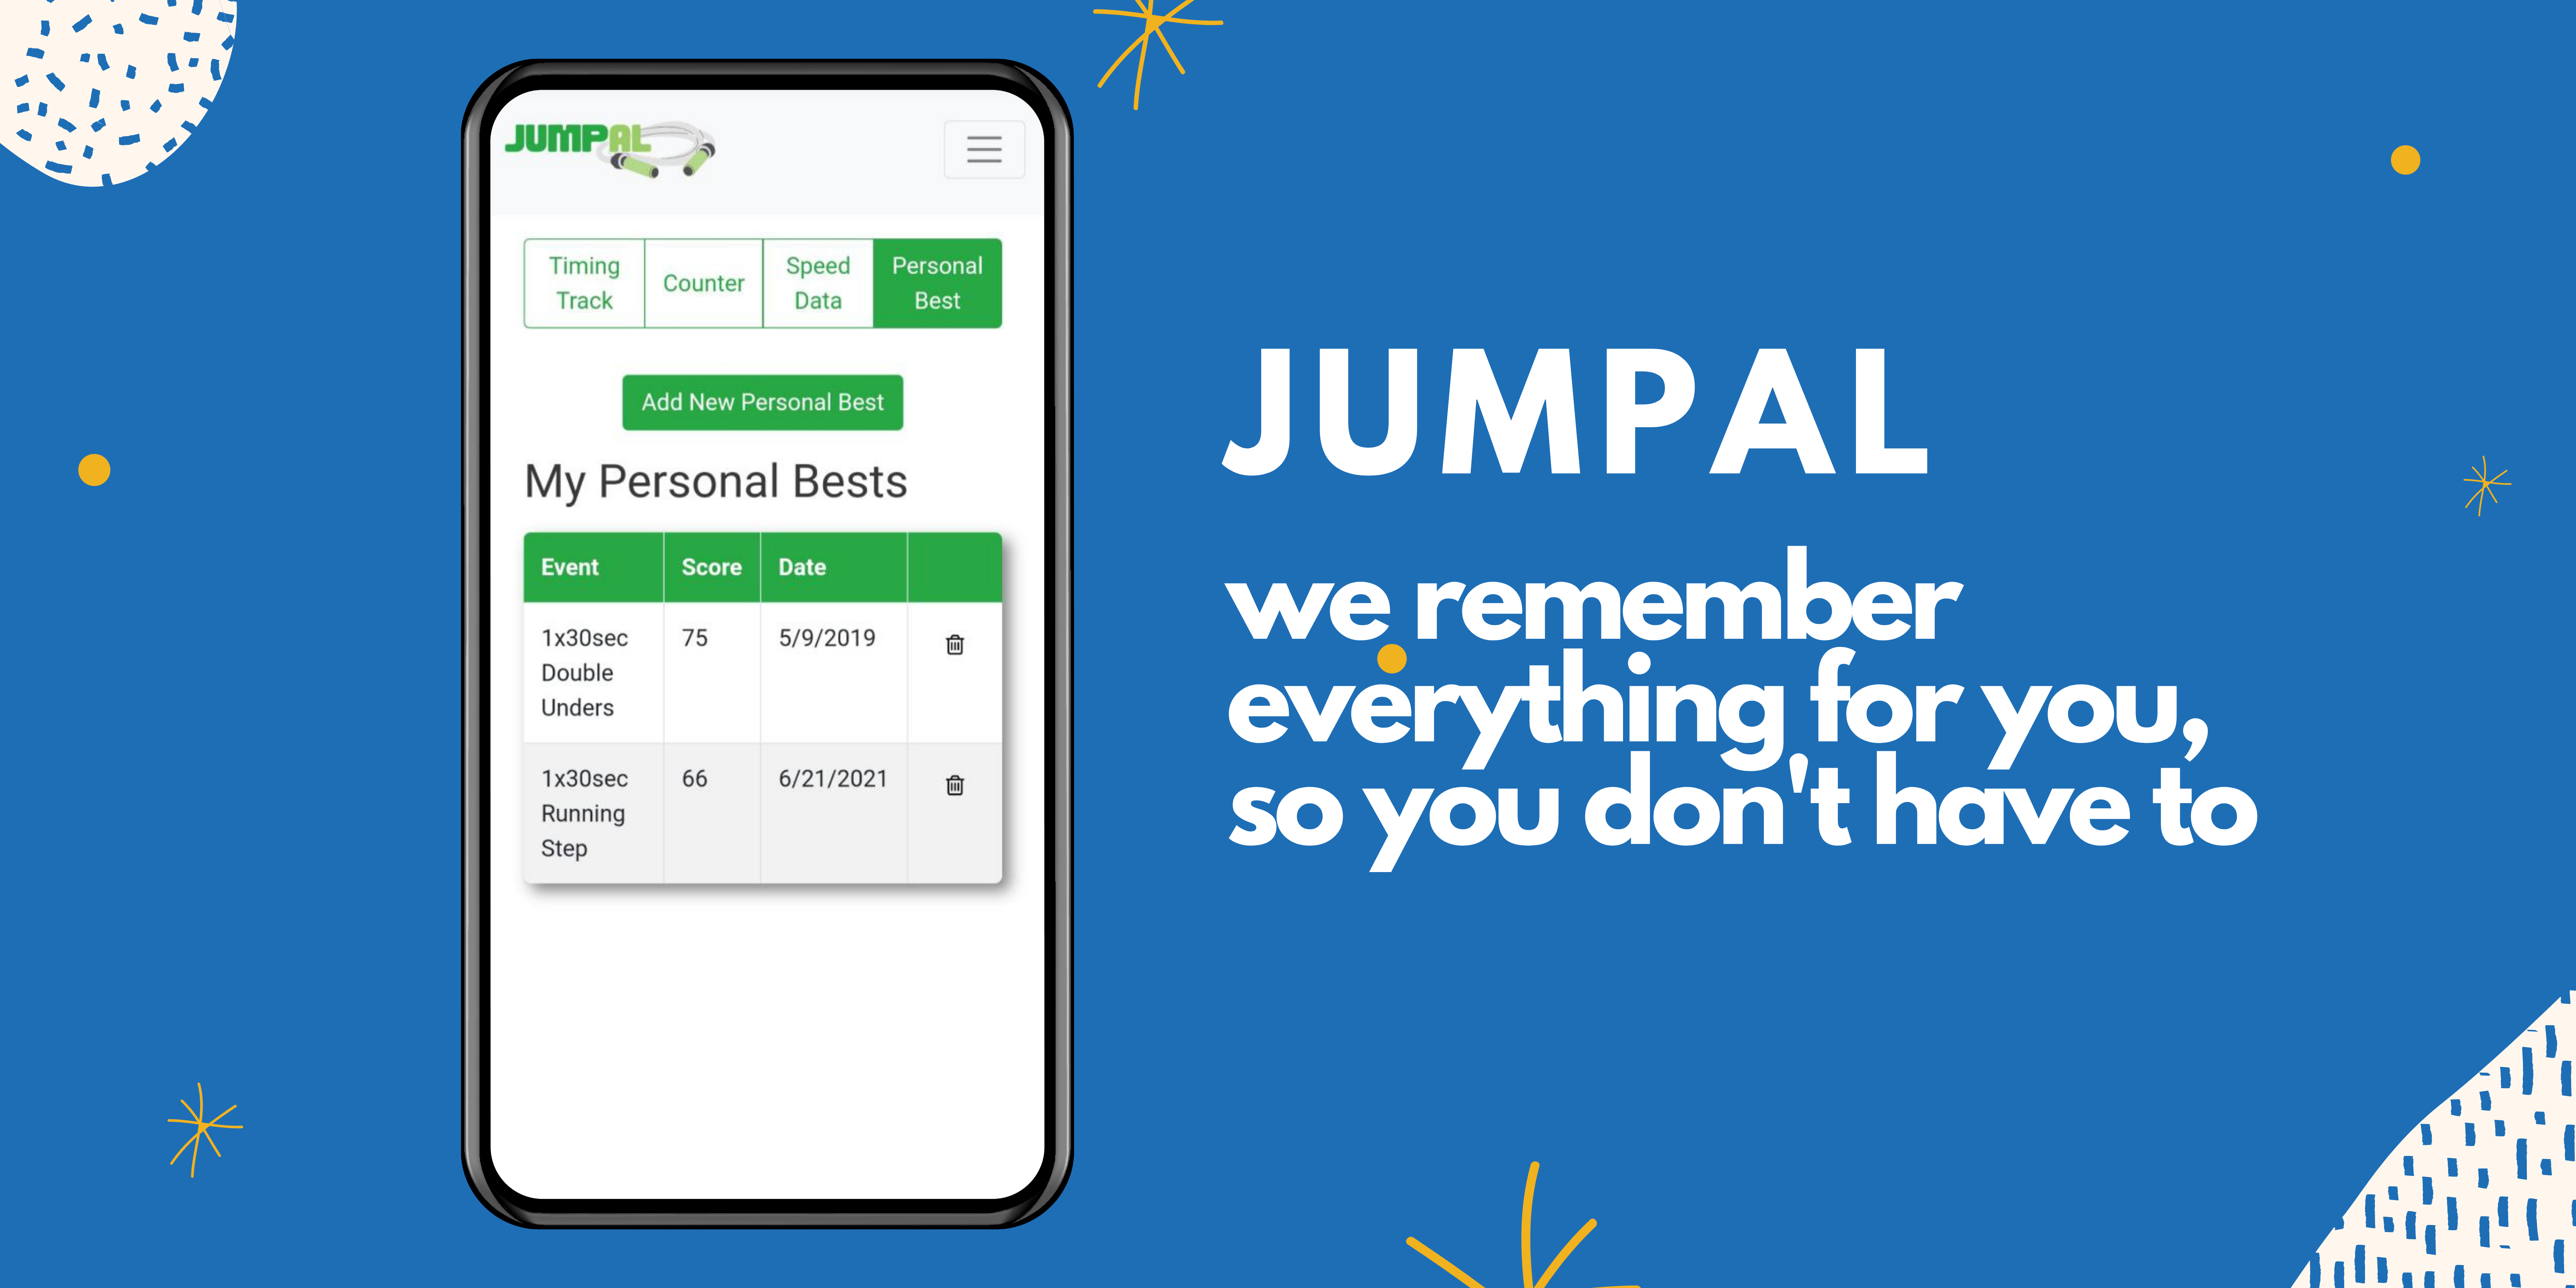 JUMPAL
Timing
Track
Counter
Speed
Data
Personal
Best
Add New Personal Best
My Personal Bests
Event Score Date
1x30sec 75 5/9/2019
Double
Unders
1x30sec 66 6/21/2021
Running
Step
JUMPAL
we remember
everything for you,
so you don't have to